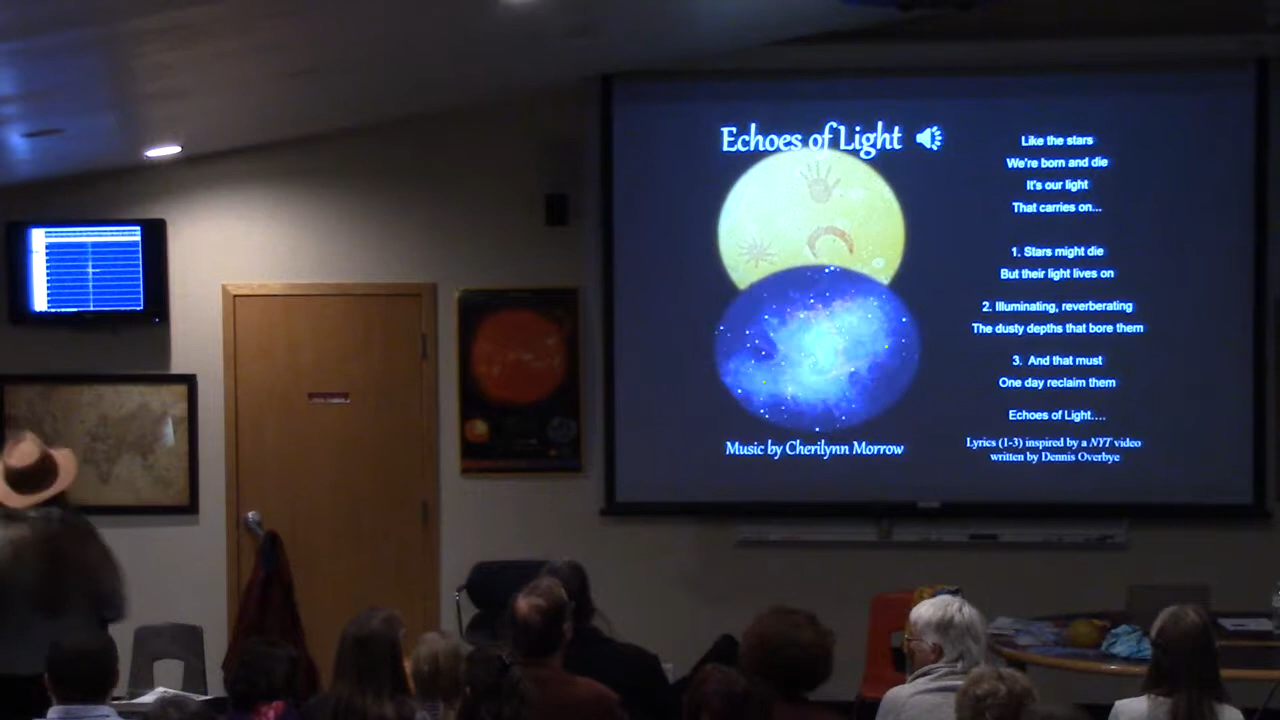 Echoes of Light
Music by Cherilynn Morrow
Like the stars
We're born and die
It's our light
That carries on...
1. Stars might die
But their light lives on
2. Illuminating, reverberating
The dusty depths that bore them
3. And that must
One day reclaim them
Echoes of Light....
Lyrics (1-3) inspired by a NYT video
written by Dennis Overbye